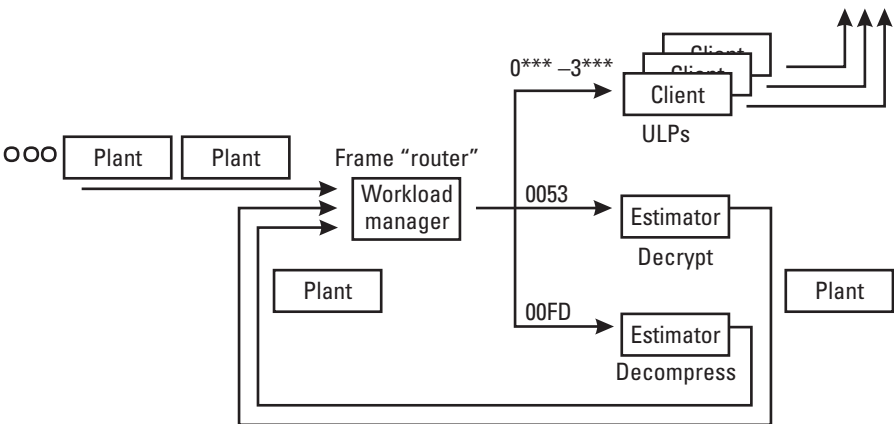 Client
Client
0*** –3***
Client
ULPs
ooo
Plant
Plant
Frame “router”
Workload
manager
0053
Estimator
Decrypt
Plant
Plant
00FD
Estimator
Decompress